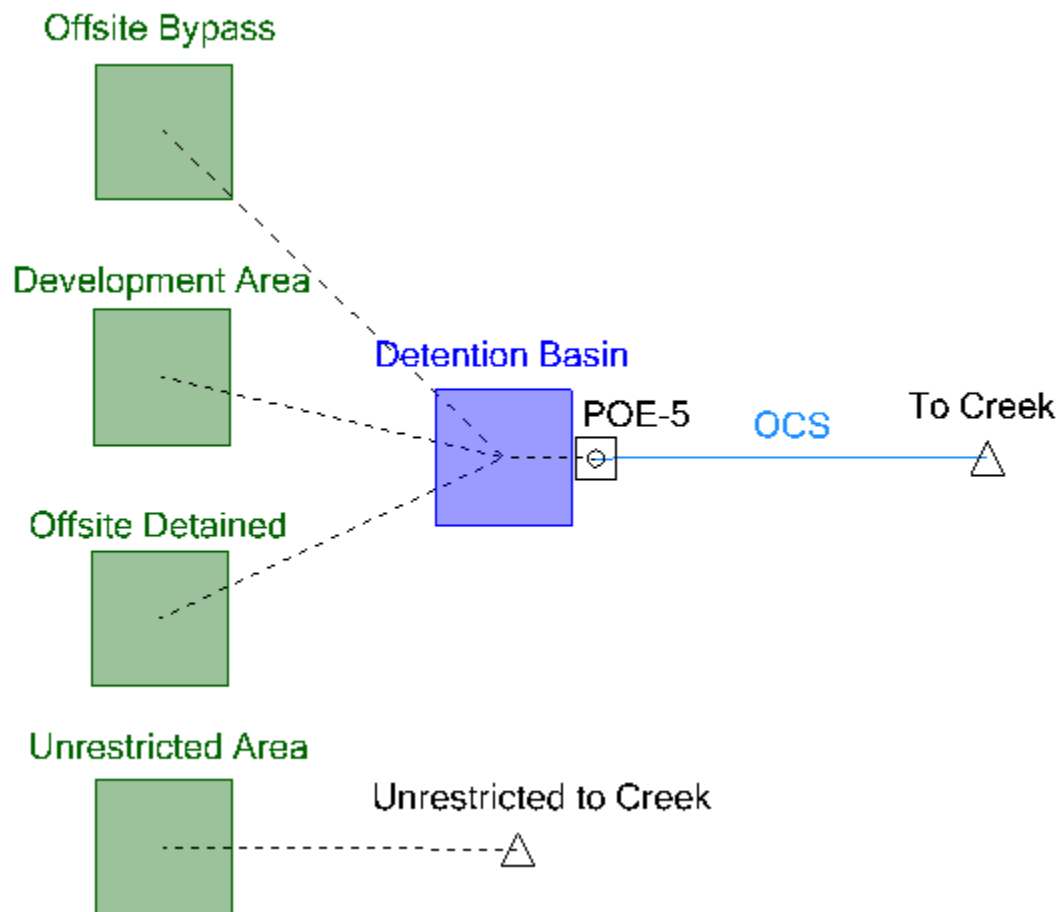 Offsite Bypass
Development Area
Detention Basin
POE-5
OCS
To Creek
Offsite Detained
Unrestricted Area
Unrestricted to Creek